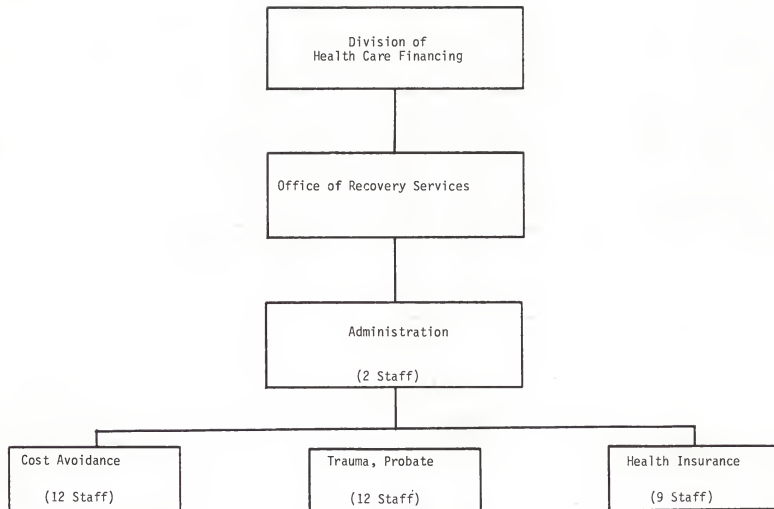 Division of
Health Care Financing
Office of Recovery Services
Administration
(2 Staff)
Cost Avoidance
(12 Staff)
Trauma, Probate
(12 Staff)
Health Insurance
(9 Staff)